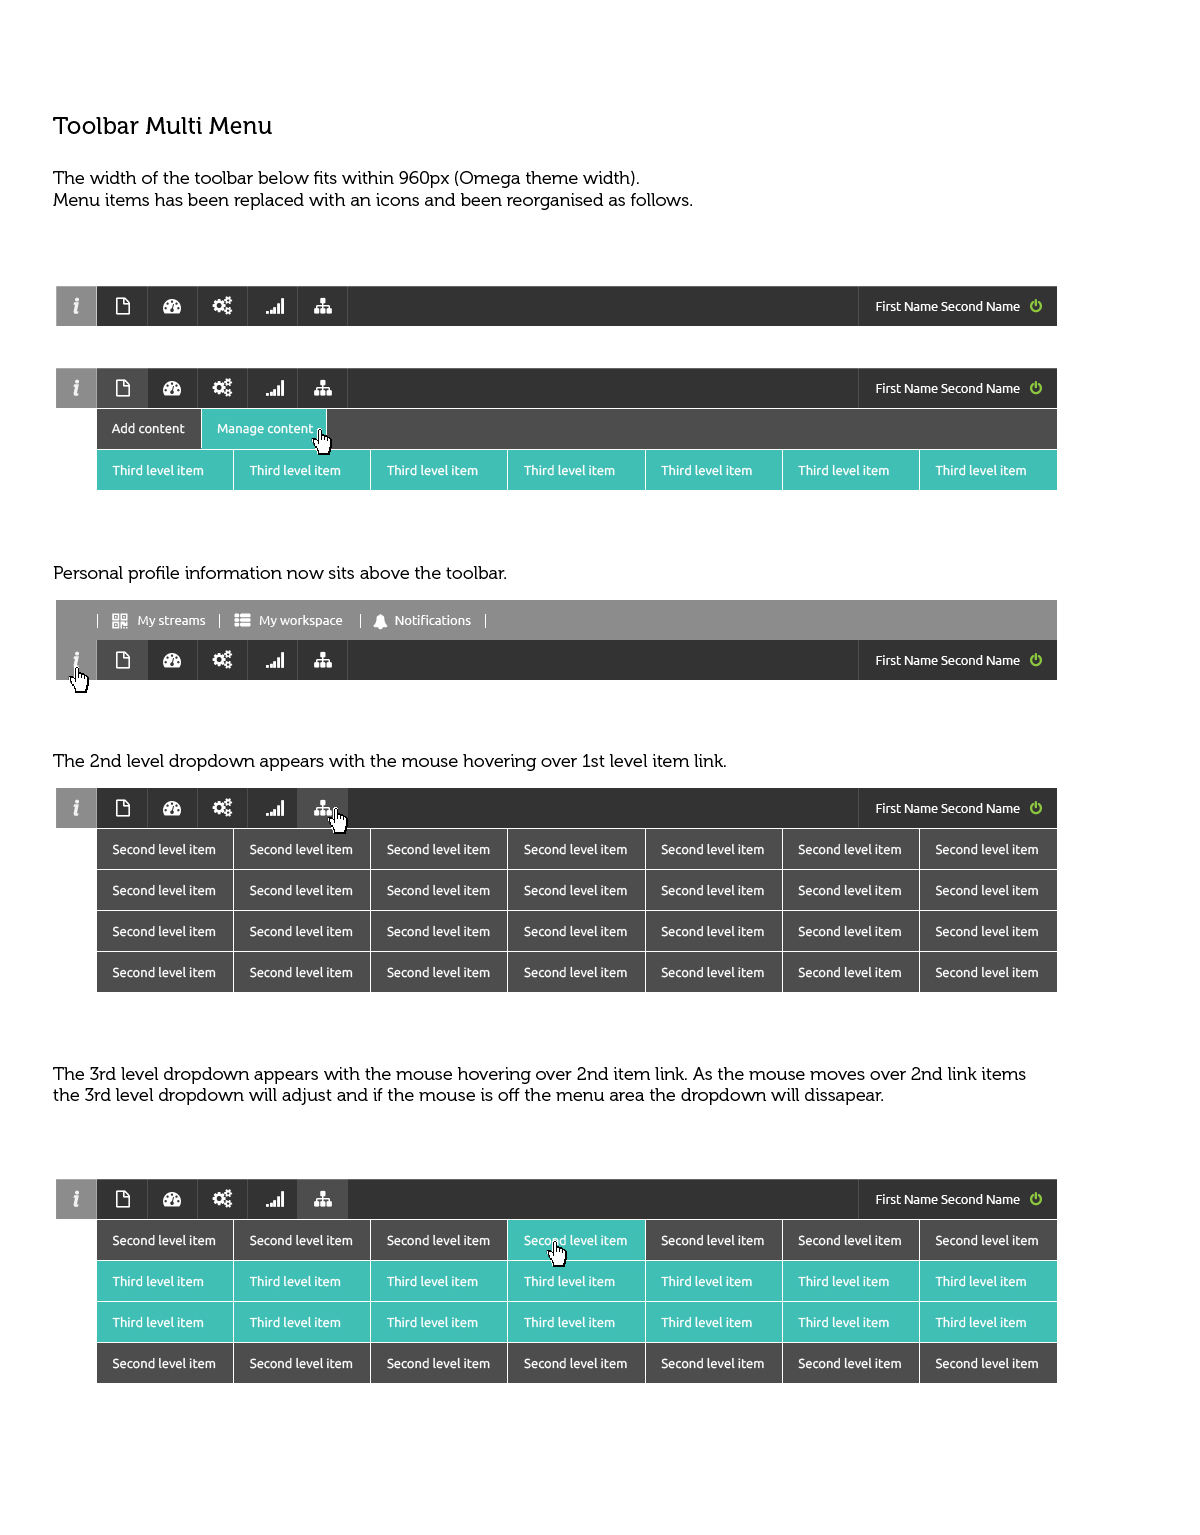 Toolbar Multi Menu
The width of the toolbar below fits within 960px (Omega theme width).
Menu items has been replaced with an icons and been reorganised as follows.
First Name Second Name
First Name Second Name
Add content Manage content
Third level item Third level item Third level item Third level item Third level item Third level item Third level item
Personal profile information now sits above the toolbar.
My streams My workspace Notifications
First Name Second Name
The 2nd level dropdown appears with the mouse hovering over 1st level item link.
First Name Second Name
Second level item Second level item Second level item Second level item Second level item Second level item Second level item
Second level item Second level item Second level item Second level item Second level item Second level item Second level item
Second level item Second level item Second level item Second level item Second level item Second level item Second level item
Second level item Second level item Second level item Second level item Second level item Second level item Second level item
The 3rd level dropdown appears with the mouse hovering over 2nd item link. As the mouse moves over 2nd link items
the 3rd level dropdown will adjust and if the mouse is off the menu area the dropdown will dissapear.
First Name Second Name
Second level item Second level item Second level item Second level item Second level item Second level item Second level item
Third level item Third level item Third level item Third level item Third level item Third level item Third level item
Third level item Third level item Third level item Third level item Third level item Third level item Third level item
Second level item Second level item Second level item Second level item Second level item Second level item Second level item